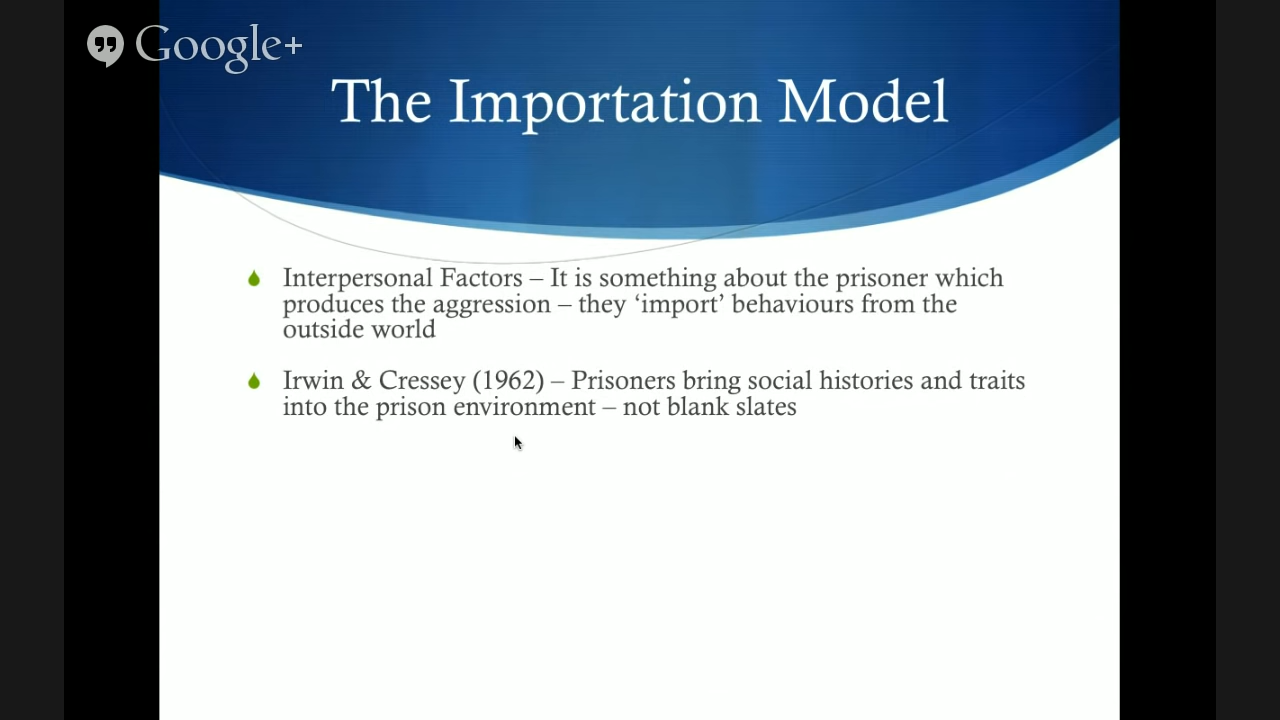 Google+
The Importation Model
Interpersonal Factors – It is something about the prisoner which
produces the aggression – they ‘import’ behaviours from the
outside world
Irwin & Cressey (1962) – Prisoners bring social histories and traits
into the prison environment – not blank slates